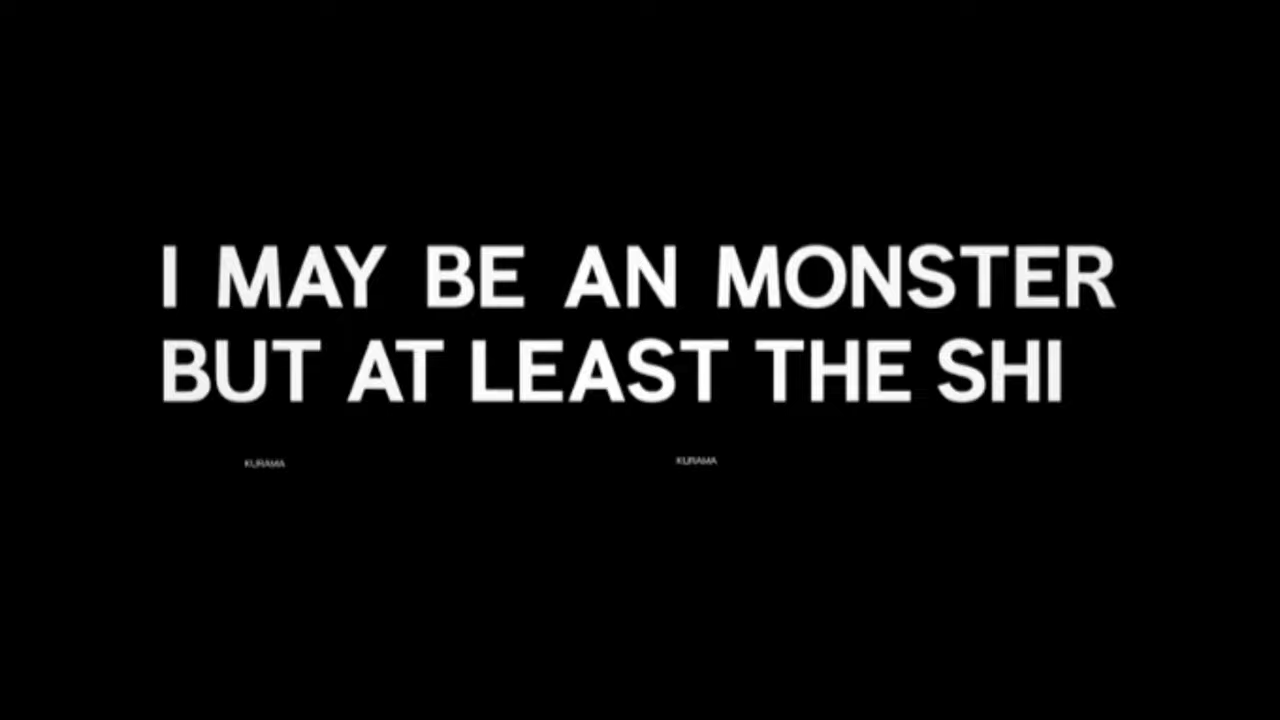 I MAY BE AN MONSTER
BUT AT LEAST THE SHI
KURAMA
KURAMA